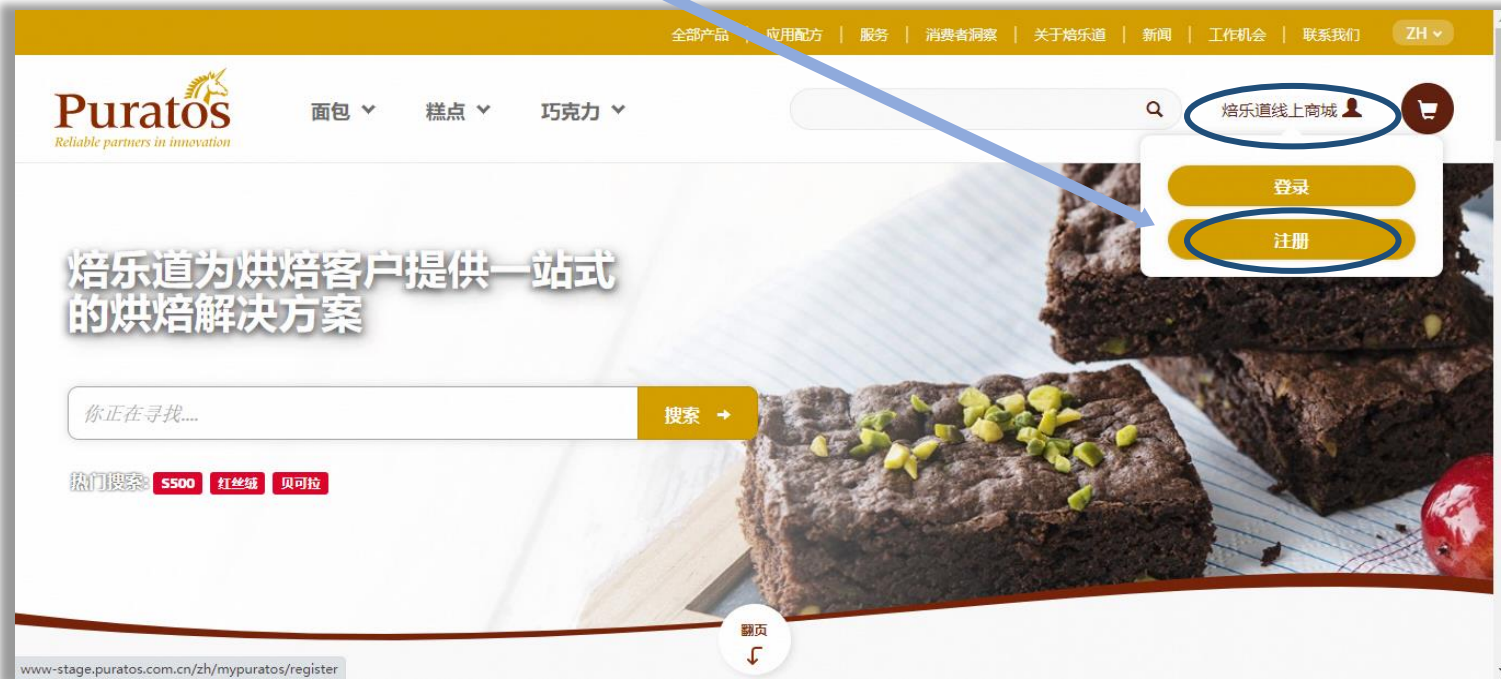 全部产品 | 应用配方 | 服务 | 消费者洞察 | 关于焙乐道 | 新闻 | 工作机会 | 联系我们 ZH
Puratos
Reliable partners in innovation
面包 糕点 巧克力 焙乐道线上商城
登录
注册
焙乐道为烘焙客户提供一站式
的烘焙解决方案
你正在寻找.... 搜索
热门搜索: S500 红丝绒 贝可拉
翻页
www-stage.puratos.com.cn/zh/mypuratos/register